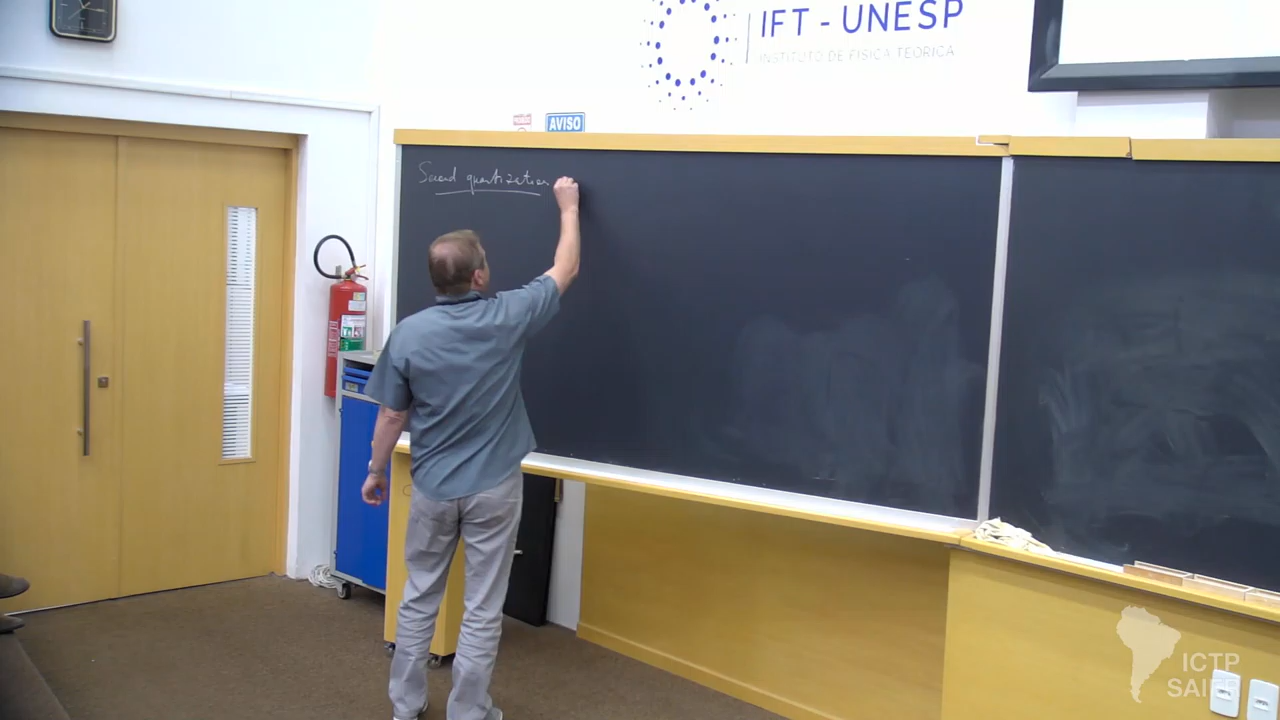 IFT - UNESP
INSTITUTO DE FÍSICA TEÓRICA
AVISO
Second quantization
ICTP
SAIFR